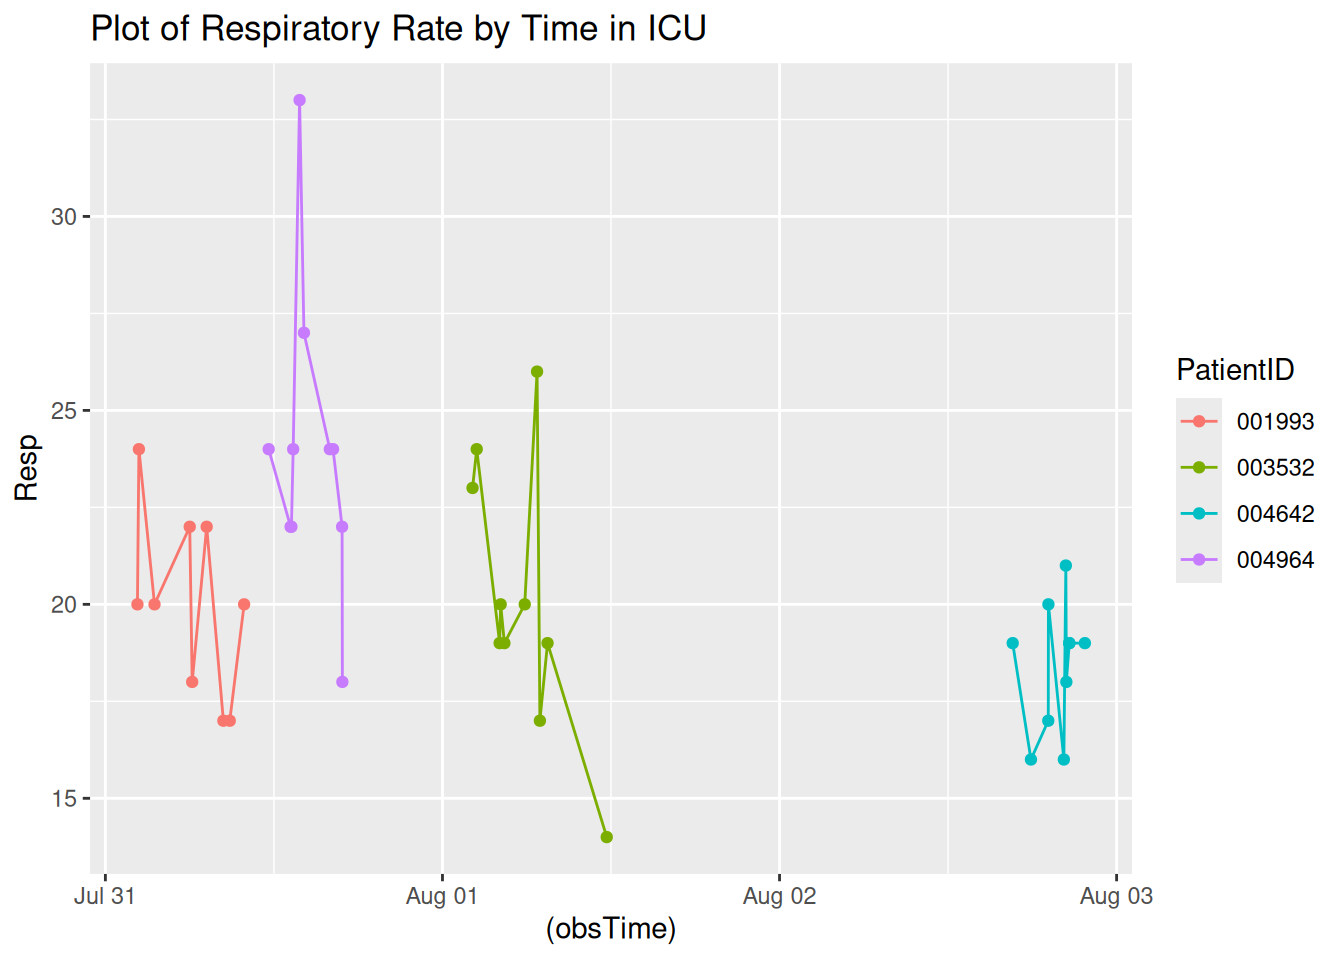 Plot of Respiratory Rate by Time in ICU
Resp
30
25
20
15
Jul 31
Aug 01
Aug 02
Aug 03
(obsTime)
PatientID
001993
003532
004642
004964